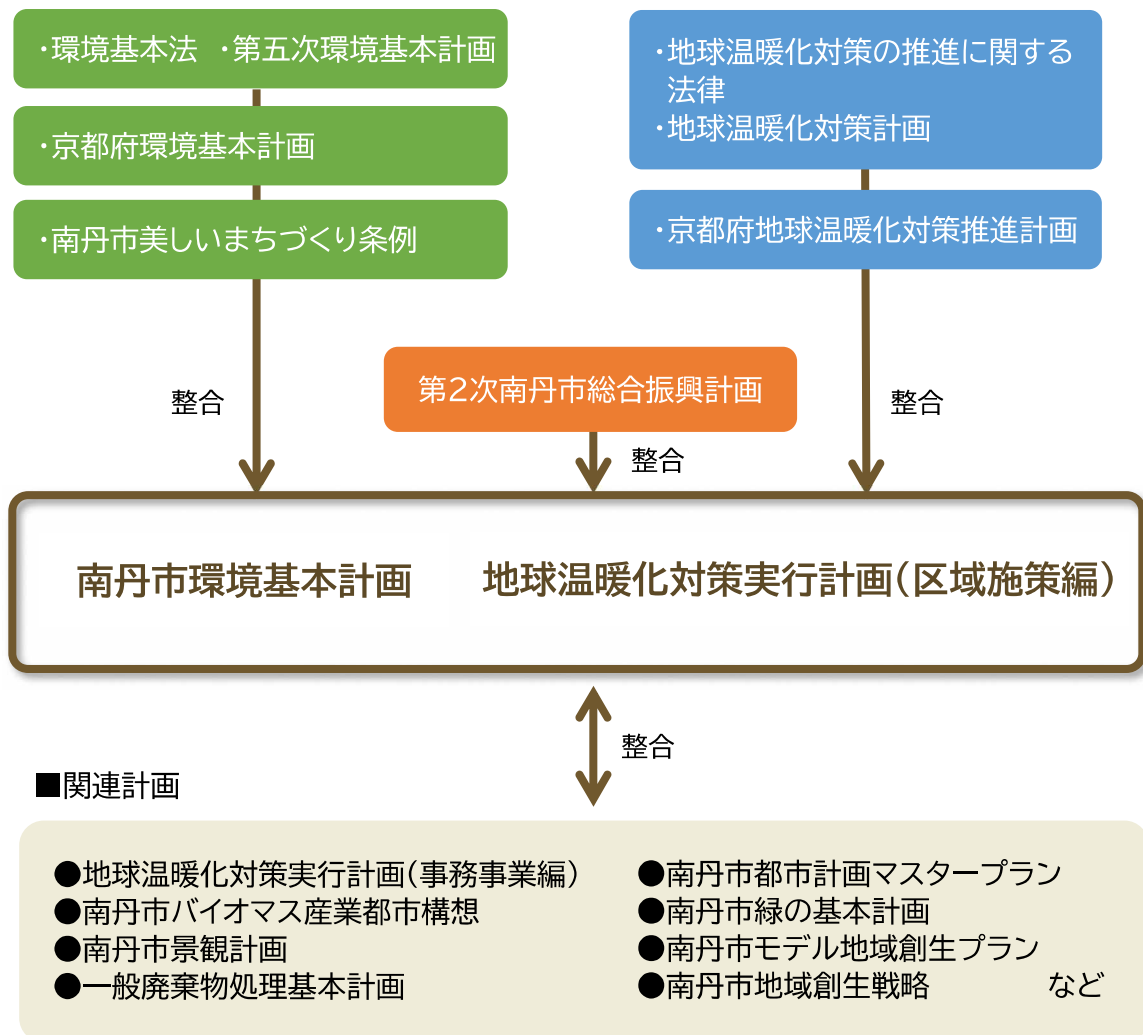 ・環境基本法 ・第五次環境基本計画
・京都府環境基本計画
・南丹市美しいまちづくり条例
・地球温暖化対策の推進に関する
法律
・地球温暖化対策計画
・京都府地球温暖化対策推進計画
第2次南丹市総合振興計画
整合
整合
整合
南丹市環境基本計画
地球温暖化対策実行計画(区域施策編)
整合
■関連計画
●地球温暖化対策実行計画(事務事業編)
●南丹市バイオマス産業都市構想
●南丹市景観計画
●一般廃棄物処理基本計画
●南丹市都市計画マスタープラン
●南丹市緑の基本計画
●南丹市モデル地域創生プラン
●南丹市地域創生戦略 など